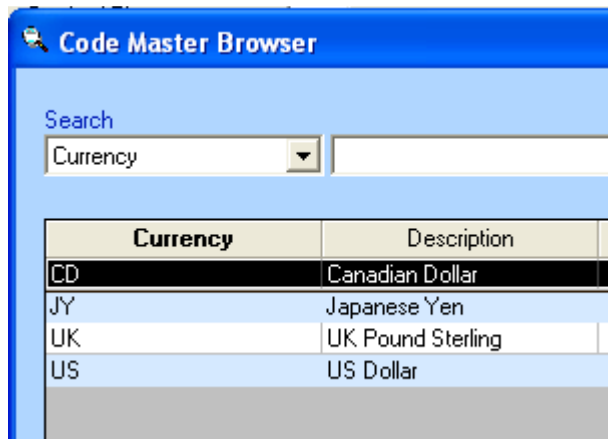 Code Master Browser
Search
Currency
Currency Description
CD Canadian Dollar
JY Japanese Yen
UK UK Pound Sterling
US US Dollar